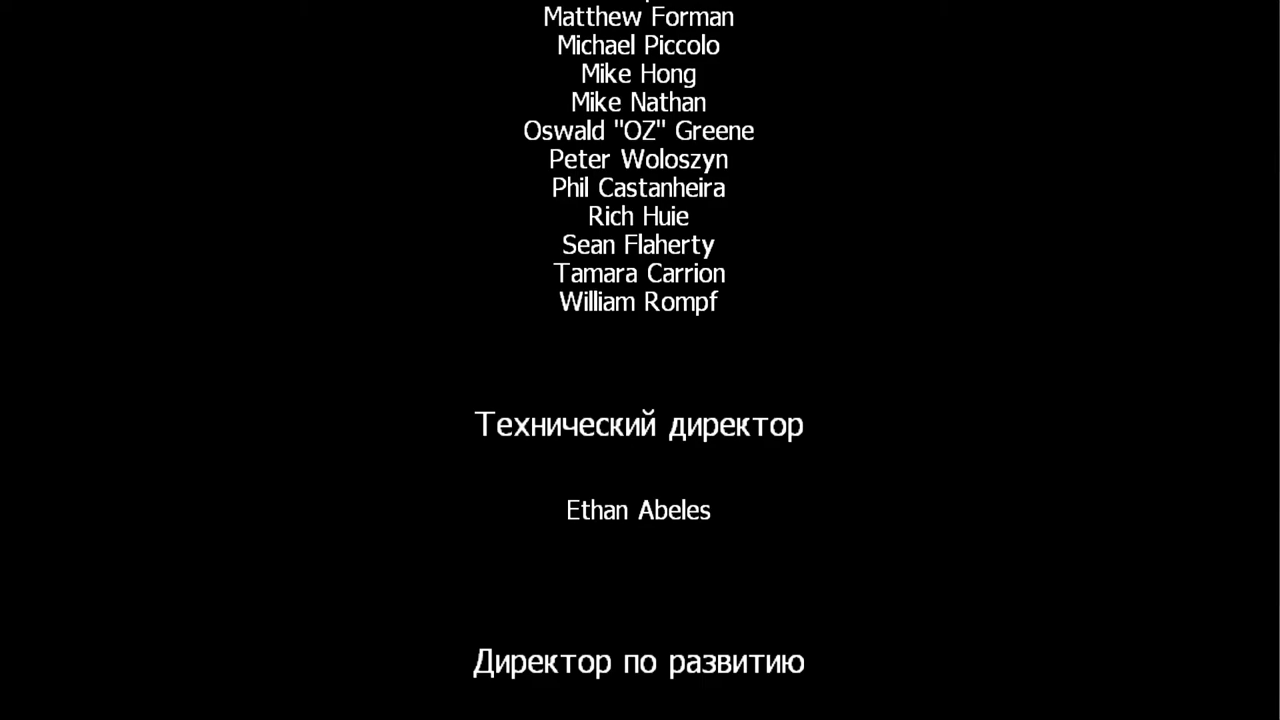 Matthew Forman
Michael Piccolo
Mike Hong
Mike Nathan
Oswald "OZ" Greene
Peter Woloszyn
Phil Castanheira
Rich Huie
Sean Flaherty
Tamara Carrion
William Rompf
Технический директор
Ethan Abeles
Директор по развитию